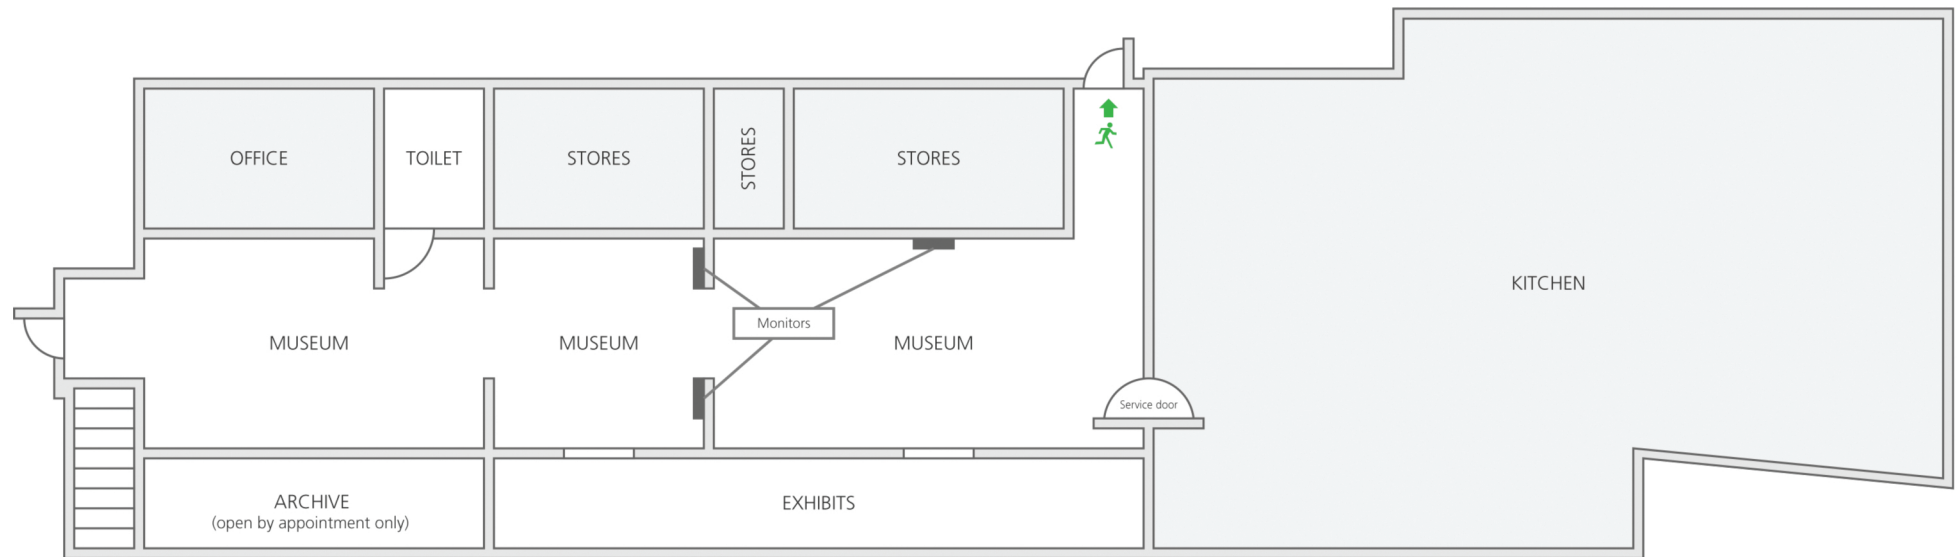 OFFICE
TOILET
STORES
STORES
STORES
KITCHEN
Monitors
MUSEUM
MUSEUM
MUSEUM
Service door
ARCHIVE
(open by appointment only)
EXHIBITS